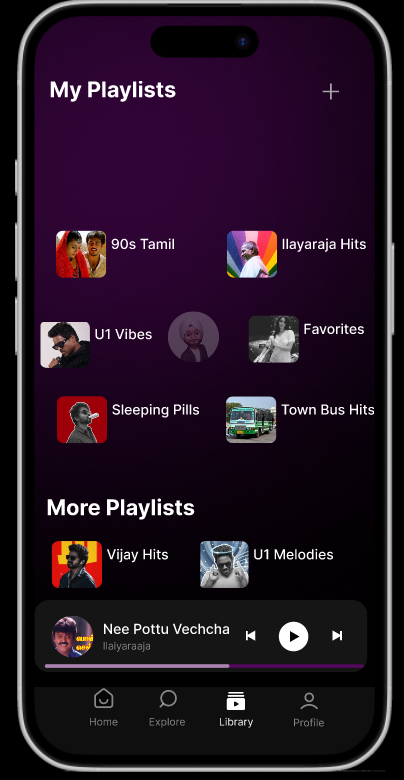 My Playlists
90s Tamil
Ilayaraja Hits
U1 Vibes
Favorites
Sleeping Pills
Town Bus Hits
More Playlists
Vijay Hits
U1 Melodies
Nee Pottu Vechcha
Ilaiyaraaja
Home
Explore
Library
Profile